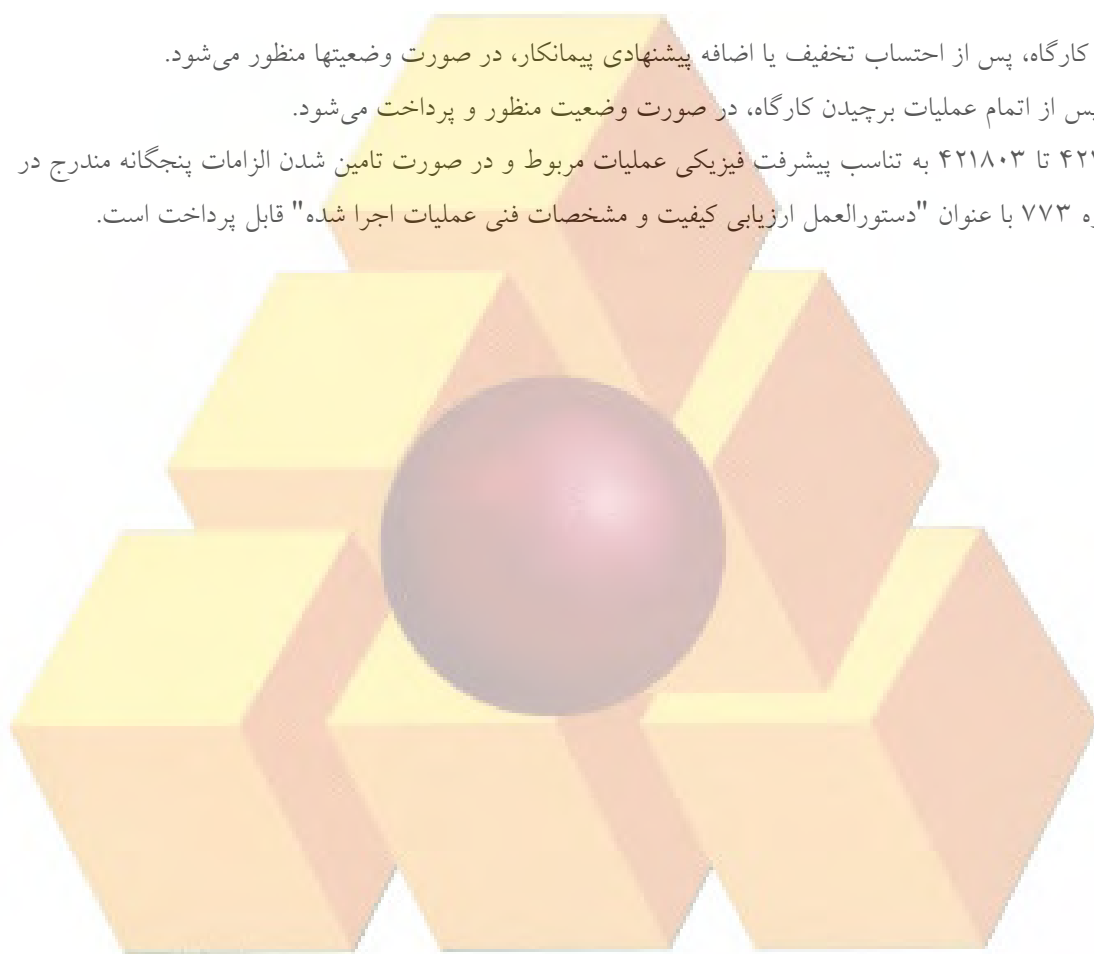 کارگاه، پس از احتساب تخفیف یا اضافه پیشنهادی پیمانکار، در صورت وضعیتها منظور می‌شود.
پس از اتمام عملیات برچیدن کارگاه، در صورت وضعیت منظور و پرداخت می‌شود.
تا ۴۲۱۸۰۳ به تناسب پیشرفت فیزیکی عملیات مربوط و در صورت تامین شدن الزامات پنجگانه مندرج در
۷۷۳ با عنوان "دستورالعمل ارزیابی کیفیت و مشخصات فنی عملیات اجرا شده" قابل پرداخت است.